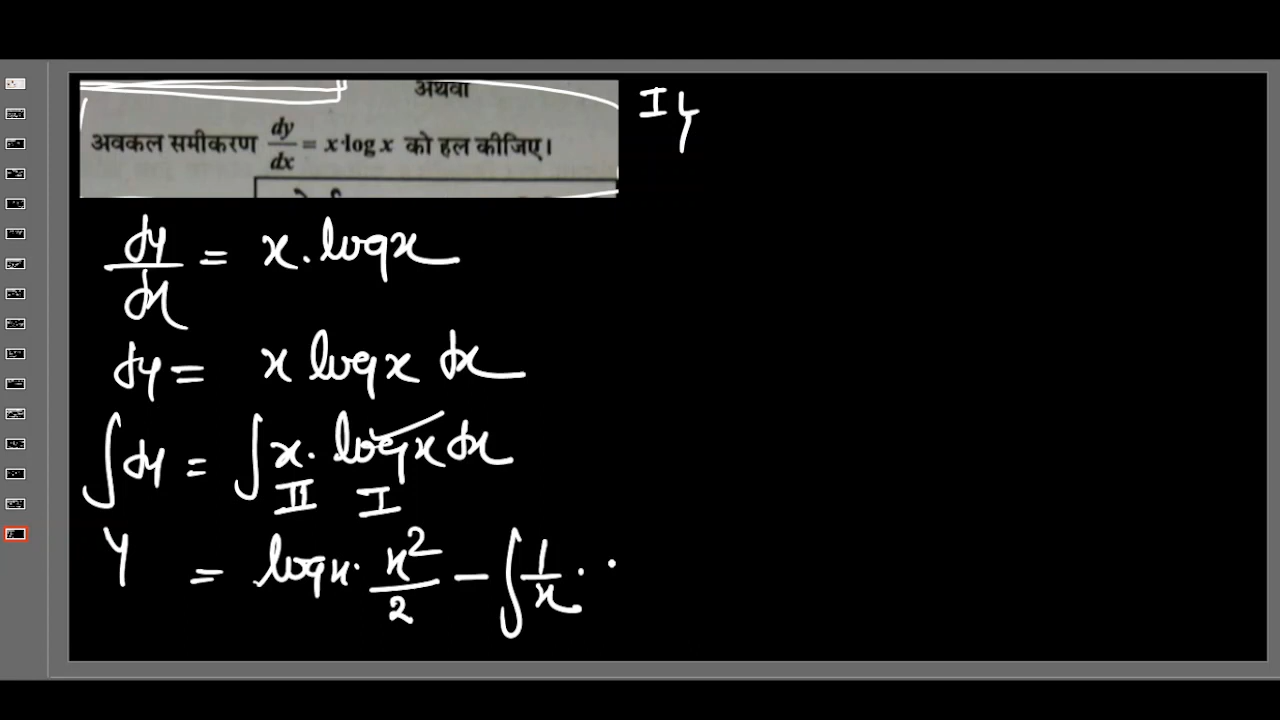 अथवा
अवकल समीकरण dy/dx = x·log x को हल कीजिए।
dy/dx = x. logx
dy = x logx dx
∫dy = ∫x. logx dx
II I
y = logx. x²/2 - ∫1/x .